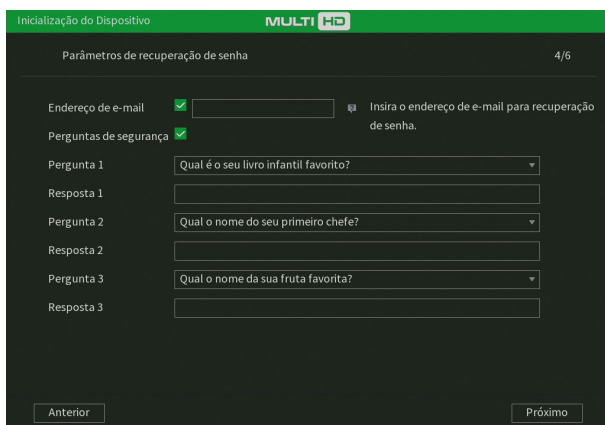 Inicialização do Dispositivo
MULTI HD
Parâmetros de recuperação de senha
4/6
Endereço de e-mail
Insira o endereço de e-mail para recuperação
de senha.
Perguntas de segurança
Pergunta 1
Qual é o seu livro infantil favorito?
Resposta 1
Pergunta 2
Qual o nome do seu primeiro chefe?
Resposta 2
Pergunta 3
Qual o nome da sua fruta favorita?
Resposta 3
Anterior
Próximo